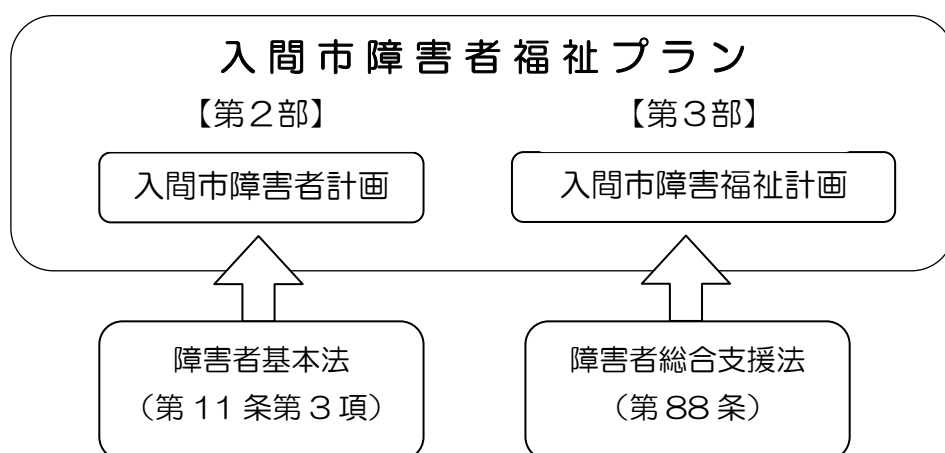 入間市障害者福祉プラン
【第2部】
【第3部】
入間市障害者計画
入間市障害福祉計画
障害者基本法
（第11条第3項）
障害者総合支援法
（第88条）